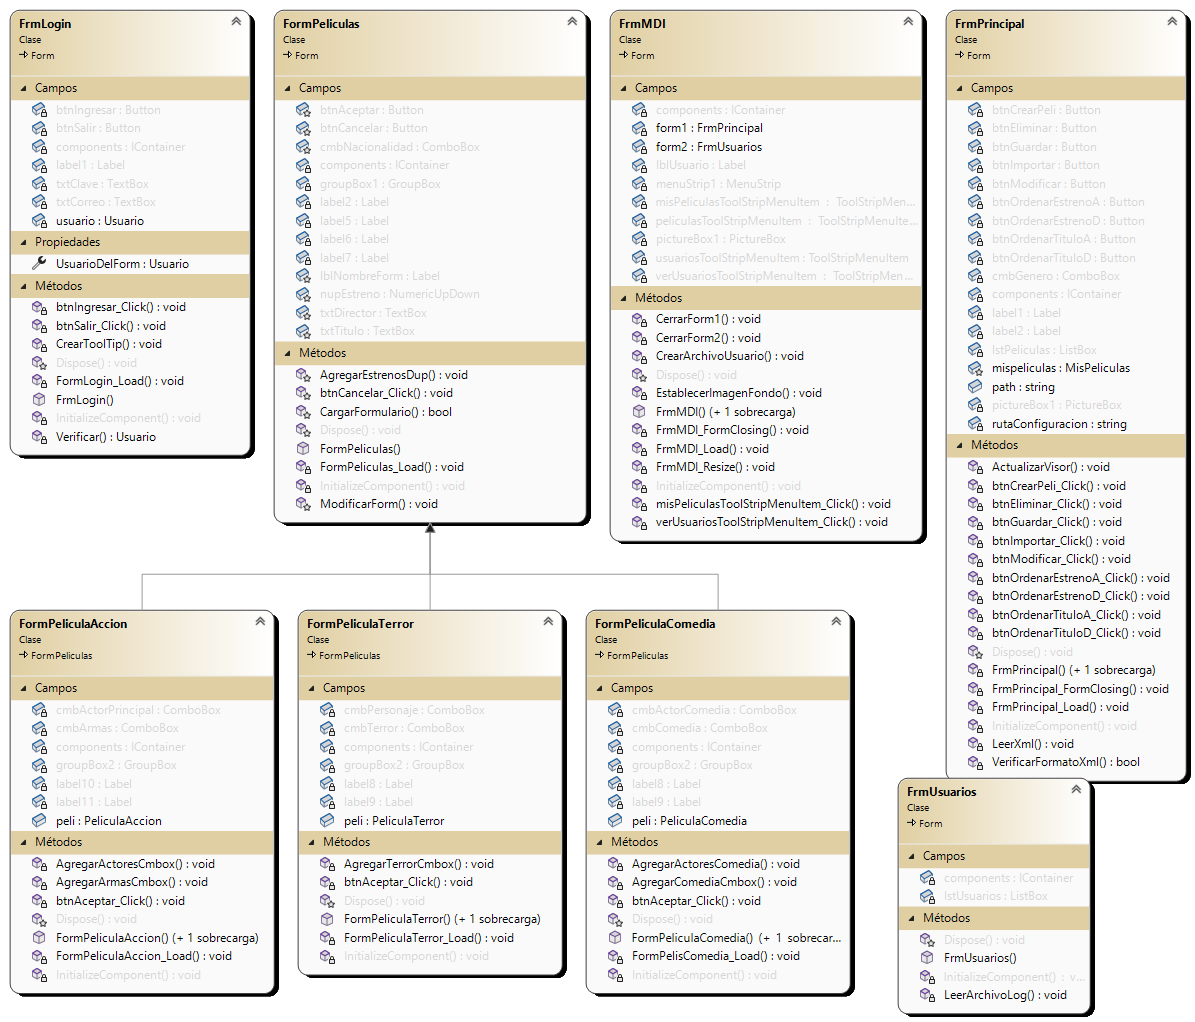 FrmLogin
Clase
Form
Campos
btnIngresar : Button
btnSalir : Button
components : IContainer
label1 : Label
txtClave : TextBox
txtCorreo : TextBox
usuario : Usuario
Propiedades
UsuarioDelForm : Usuario
Métodos
btnIngresar_Click() : void
btnSalir_Click() : void
CrearToolTip() : void
Dispose() : void
FormLogin_Load() : void
FrmLogin()
InitializeComponent() : void
Verificar() : Usuario
FormPeliculas
Clase
Form
Campos
btnAceptar : Button
btnCancelar : Button
cmbNacionalidad : ComboBox
components : IContainer
groupBox1 : GroupBox
label2 : Label
label5 : Label
label6 : Label
label7 : Label
lblNombreForm : Label
nupEstreno : NumericUpDown
txtDirector : TextBox
txtTitulo : TextBox
Métodos
AgregarEstrenosDup() : void
btnCancelar_Click() : void
CargarFormulario() : bool
Dispose() : void
FormPeliculas()
FormPeliculas_Load() : void
InitializeComponent() : void
ModificarForm() : void
FrmMDI
Clase
Form
Campos
components : IContainer
form1 : FrmPrincipal
form2 : FrmUsuarios
lblUsuario : Label
menuStrip1 : MenuStrip
misPeliculasToolStripMenuItem : ToolStripMen...
peliculasToolStripMenuItem : ToolStripMenuIte...
pictureBox1 : PictureBox
usuariosToolStripMenuItem : ToolStripMenuItem
verUsuariosToolStripMenuItem : ToolStripMen...
Métodos
CerrarForm1() : void
CerrarForm2() : void
CrearArchivoUsuario() : void
Dispose() : void
EstablecerImagenFondo() : void
FrmMDI() (+ 1 sobrecarga)
FrmMDI_FormClosing() : void
FrmMDI_Load() : void
FrmMDI_Resize() : void
InitializeComponent() : void
misPeliculasToolStripMenuItem_Click() : void
verUsuariosToolStripMenuItem_Click() : void
FrmPrincipal
Clase
Form
Campos
btnCrearPeli : Button
btnEliminar : Button
btnGuardar : Button
btnImportar : Button
btnModificar : Button
btnOrdenarEstrenoA : Button
btnOrdenarEstrenoD : Button
btnOrdenarTituloA : Button
btnOrdenarTituloD : Button
cmbGenero : ComboBox
components : IContainer
label1 : Label
label2 : Label
lstPeliculas : ListBox
mispeliculas : MisPeliculas
path : string
pictureBox1 : PictureBox
rutaConfiguracion : string
Métodos
ActualizarVisor() : void
btnCrearPeli_Click() : void
btnEliminar_Click() : void
btnGuardar_Click() : void
btnImportar_Click() : void
btnModificar_Click() : void
btnOrdenarEstrenoA_Click() : void
btnOrdenarEstrenoD_Click() : void
btnOrdenarTituloA_Click() : void
btnOrdenarTituloD_Click() : void
Dispose() : void
FrmPrincipal() (+ 1 sobrecarga)
FrmPrincipal_FormClosing() : void
FrmPrincipal_Load() : void
InitializeComponent() : void
LeerXml() : void
VerificarFormatoXml() : bool
FormPeliculaAccion
Clase
FormPeliculas
Campos
cmbActorPrincipal : ComboBox
cmbArmas : ComboBox
components : IContainer
groupBox2 : GroupBox
label10 : Label
label11 : Label
peli : PeliculaAccion
Métodos
AgregarActoresCmbox() : void
AgregarArmasCmbox() : void
btnAceptar_Click() : void
Dispose() : void
FormPeliculaAccion() (+ 1 sobrecarga)
FormPeliculaAccion_Load() : void
InitializeComponent() : void
FormPeliculaTerror
Clase
FormPeliculas
Campos
cmbPersonaje : ComboBox
cmbTerror : ComboBox
components : IContainer
groupBox2 : GroupBox
label8 : Label
label9 : Label
peli : PeliculaTerror
Métodos
AgregarTerrorCmbox() : void
btnAceptar_Click() : void
Dispose() : void
FormPeliculaTerror() (+ 1 sobrecarga)
FormPeliculaTerror_Load() : void
InitializeComponent() : void
FormPeliculaComedia
Clase
FormPeliculas
Campos
cmbActorComedia : ComboBox
cmbComedia : ComboBox
components : IContainer
groupBox2 : GroupBox
label8 : Label
label9 : Label
peli : PeliculaComedia
Métodos
AgregarActoresComedia() : void
AgregarComediaCmbox() : void
btnAceptar_Click() : void
Dispose() : void
FormPeliculaComedia() (+ 1 sobrecar...
FormPelisComedia_Load() : void
InitializeComponent() : void
FrmUsuarios
Clase
Form
Campos
components : IContainer
lstUsuarios : ListBox
Métodos
Dispose() : void
FrmUsuarios()
InitializeComponent() : v...
LeerArchivoLog() : void